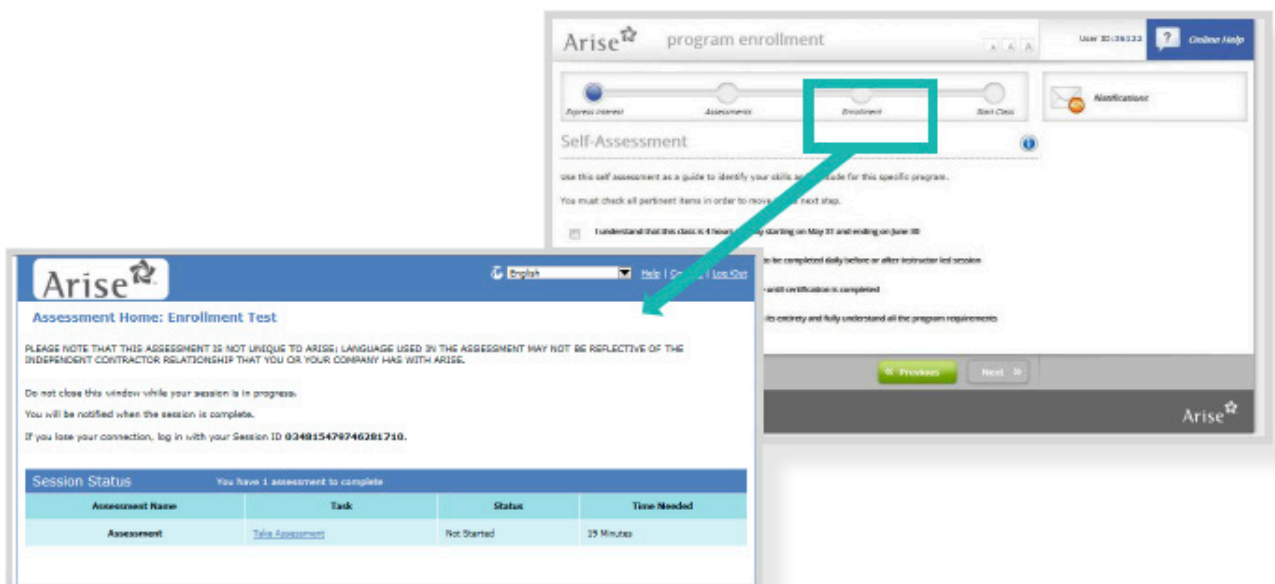 Arise
program enrollment
A A A
User ID:26122
? Online Help
Express Interest
Assessments
Enrollment
Start Class
Notifications
Self-Assessment
Use this self assessment as a guide to identify your skills for this specific program.
You must check all pertinent items in order to move next step.
I understand that this class is 4 hours starting on May 31 and ending on June 30
to be completed daily before or after instructor led session
until certification is completed
its entirety and fully understand all the program requirements
« Previous
Next »
Arise
Arise
English
Help | | Log Out
Assessment Home: Enrollment Test
PLEASE NOTE THAT THIS ASSESSMENT IS NOT UNIQUE TO ARISE; LANGUAGE USED IN THE ASSESSMENT MAY NOT BE REFLECTIVE OF THE
INDEPENDENT CONTRACTOR RELATIONSHIP THAT YOU OR YOUR COMPANY HAS WITH ARISE.
Do not close this window while your session is in progress.
You will be notified when the session is complete.
If you lose your connection, log in with your Session ID 034815479746281710.
Session Status
You have 1 assessment to complete
Assessment Name
Task
Status
Time Needed
Assessment
Take Assessment
Not Started
19 Minutes